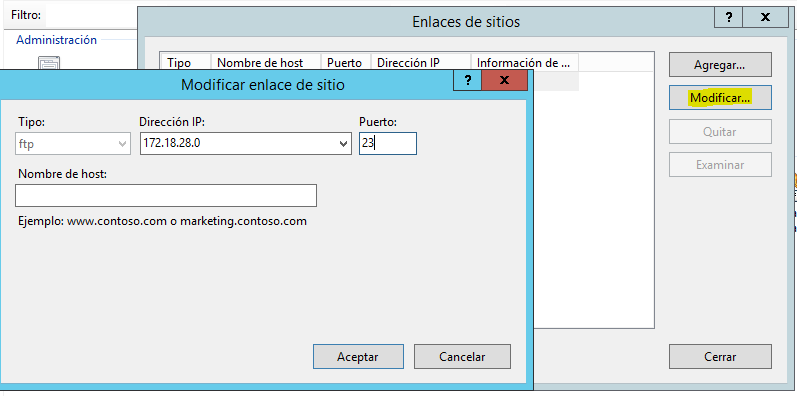 Filtro:
Enlaces de sitios
?
x
Administración
Tipo Nombre de host Puerto Dirección IP Información de ...
Agregar...
Modificar...
Quitar
Examinar
Cerrar
Modificar enlace de sitio
?
x
Tipo: Dirección IP: Puerto:
ftp 172.18.28.0 23
Nombre de host:
Ejemplo: www.contoso.com o marketing.contoso.com
Aceptar Cancelar